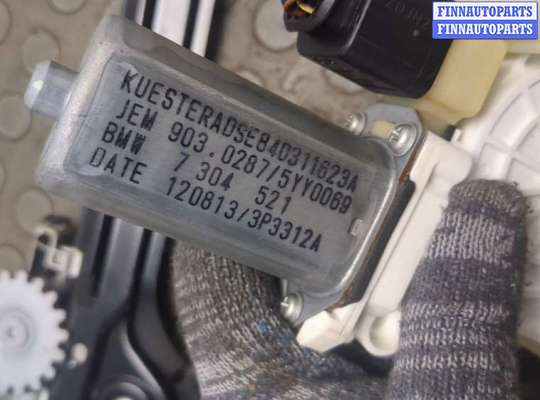 FINNAUTOPARTS
FINNAUTOPARTS
KUESTERADSE840311623A
JEM 903.0287/5YY0069
BMW 7 304 521
DATE 120813/3P3312A